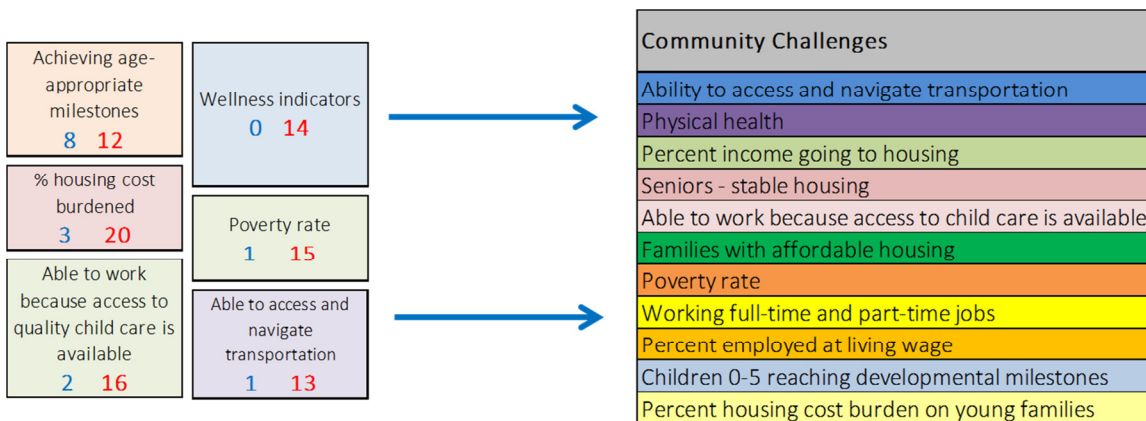 Achieving age-
appropriate
milestones
8 12
% housing cost
burdened
3 20
Able to work
because access to
quality child care is
available
2 16
Wellness indicators
0 14
Poverty rate
1 15
Able to access and
navigate
transportation
1 13
Community Challenges
Ability to access and navigate transportation
Physical health
Percent income going to housing
Seniors - stable housing
Able to work because access to child care is available
Families with affordable housing
Poverty rate
Working full-time and part-time jobs
Percent employed at living wage
Children 0-5 reaching developmental milestones
Percent housing cost burden on young families